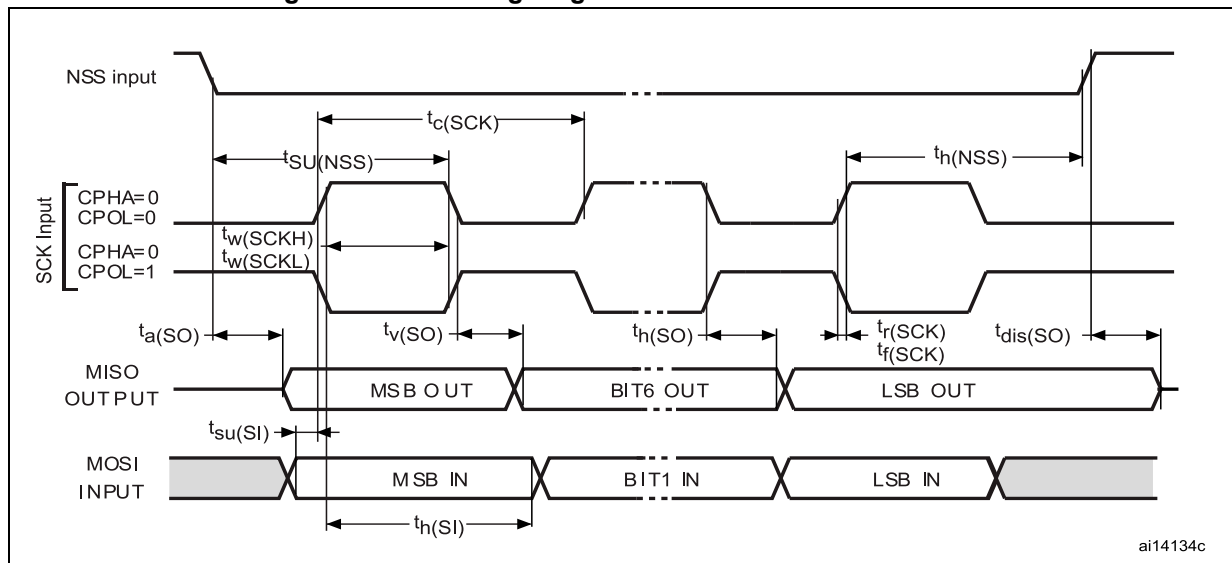 NSS input
tc(SCK)
tSU(NSS)
th(NSS)
SCK Input
CPHA=0
CPOL=0
tw(SCKH)
CPHA=0
tw(SCKL)
CPOL=1
ta(SO)
tv(SO)
th(SO)
tr(SCK)
tf(SCK)
tdis(SO)
MISO
OUTPUT
MSB OUT
BIT6 OUT
LSB OUT
tsu(SI)
MOSI
INPUT
MSB IN
BIT1 IN
LSB IN
th(SI)
ai14134c